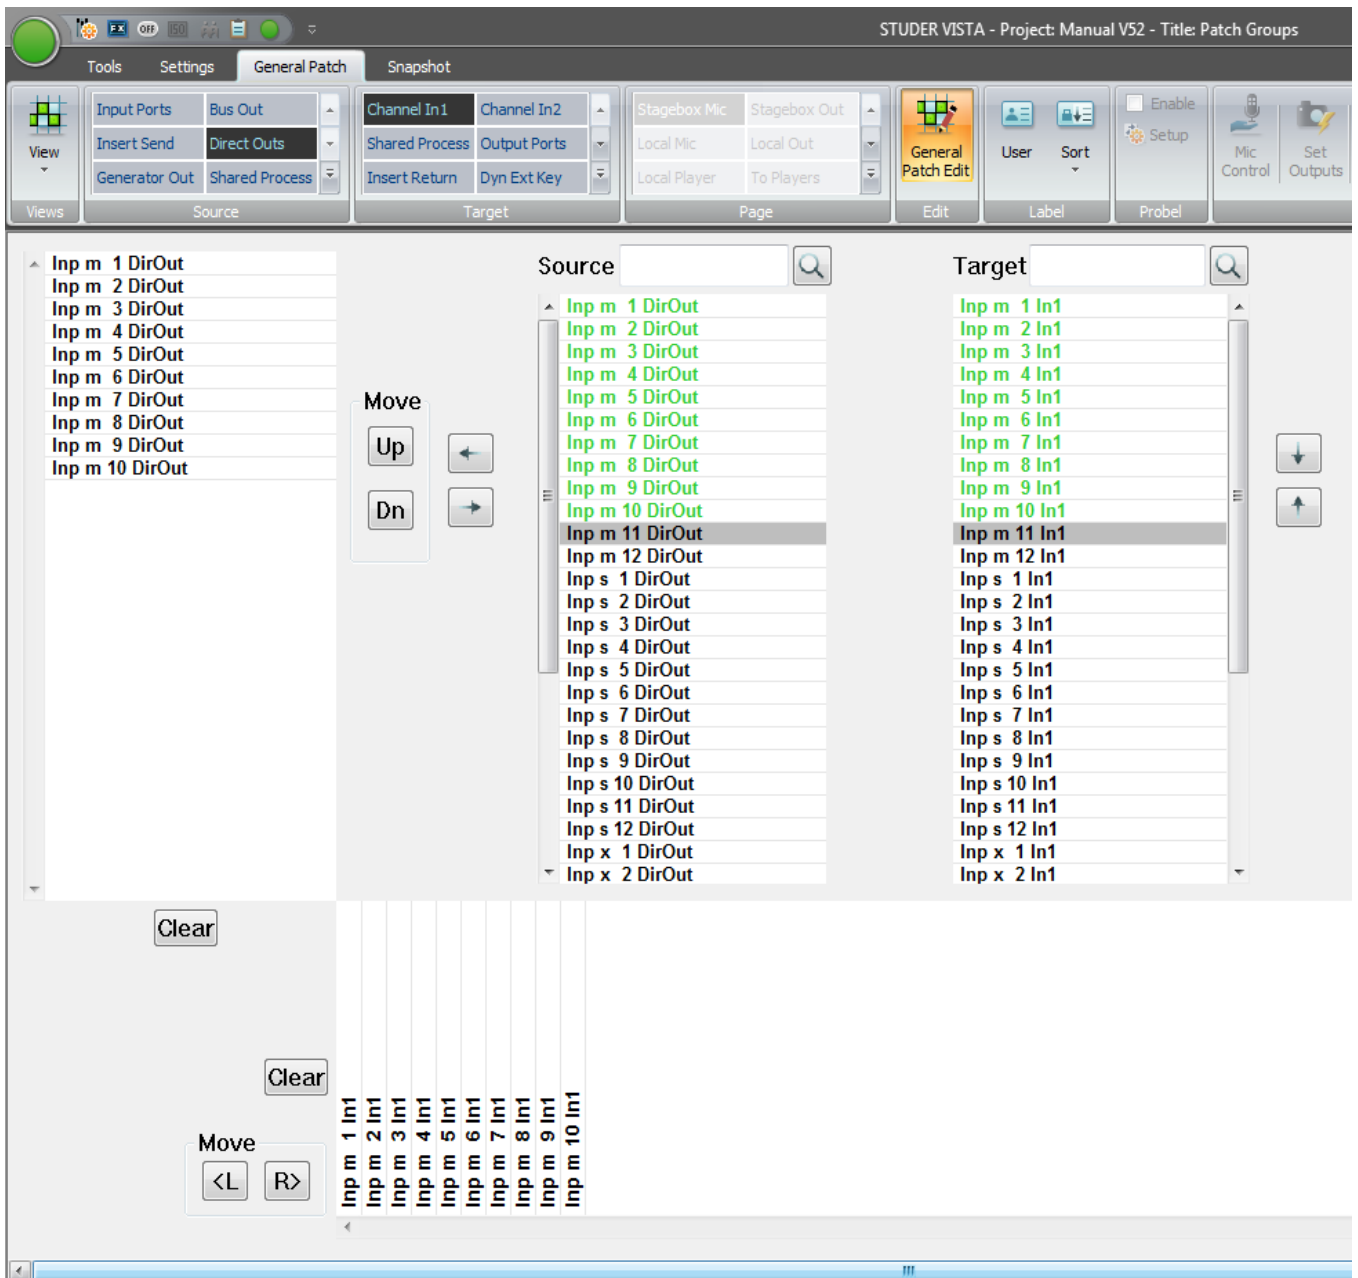 FX OFF ISO
STUDER VISTA - Project: Manual V52 - Title: Patch Groups
Tools Settings General Patch Snapshot
Input Ports Bus Out Channel In1 Channel In2 Stagebox Mic Stagebox Out Enable
Insert Send Direct Outs Shared Process Output Ports Local Mic Local Out Setup
View General Patch Edit User Sort Mic Control Set Outputs
Generator Out Shared Process Insert Return Dyn Ext Key Local Player To Players
Views Source Target Page Edit Label Probel
Inp m 1 DirOut
Inp m 2 DirOut
Inp m 3 DirOut
Inp m 4 DirOut
Inp m 5 DirOut
Inp m 6 DirOut
Inp m 7 DirOut
Inp m 8 DirOut
Inp m 9 DirOut
Inp m 10 DirOut
Move
Up
Dn
Source
Inp m 1 DirOut
Inp m 2 DirOut
Inp m 3 DirOut
Inp m 4 DirOut
Inp m 5 DirOut
Inp m 6 DirOut
Inp m 7 DirOut
Inp m 8 DirOut
Inp m 9 DirOut
Inp m 10 DirOut
Inp m 11 DirOut
Inp m 12 DirOut
Inp s 1 DirOut
Inp s 2 DirOut
Inp s 3 DirOut
Inp s 4 DirOut
Inp s 5 DirOut
Inp s 6 DirOut
Inp s 7 DirOut
Inp s 8 DirOut
Inp s 9 DirOut
Inp s 10 DirOut
Inp s 11 DirOut
Inp s 12 DirOut
Inp x 1 DirOut
Inp x 2 DirOut
Target
Inp m 1 In1
Inp m 2 In1
Inp m 3 In1
Inp m 4 In1
Inp m 5 In1
Inp m 6 In1
Inp m 7 In1
Inp m 8 In1
Inp m 9 In1
Inp m 10 In1
Inp m 11 In1
Inp m 12 In1
Inp s 1 In1
Inp s 2 In1
Inp s 3 In1
Inp s 4 In1
Inp s 5 In1
Inp s 6 In1
Inp s 7 In1
Inp s 8 In1
Inp s 9 In1
Inp s 10 In1
Inp s 11 In1
Inp s 12 In1
Inp x 1 In1
Inp x 2 In1
Clear
Clear
Move
<L R>
Inp m 1 In1
Inp m 2 In1
Inp m 3 In1
Inp m 4 In1
Inp m 5 In1
Inp m 6 In1
Inp m 7 In1
Inp m 8 In1
Inp m 9 In1
Inp m 10 In1